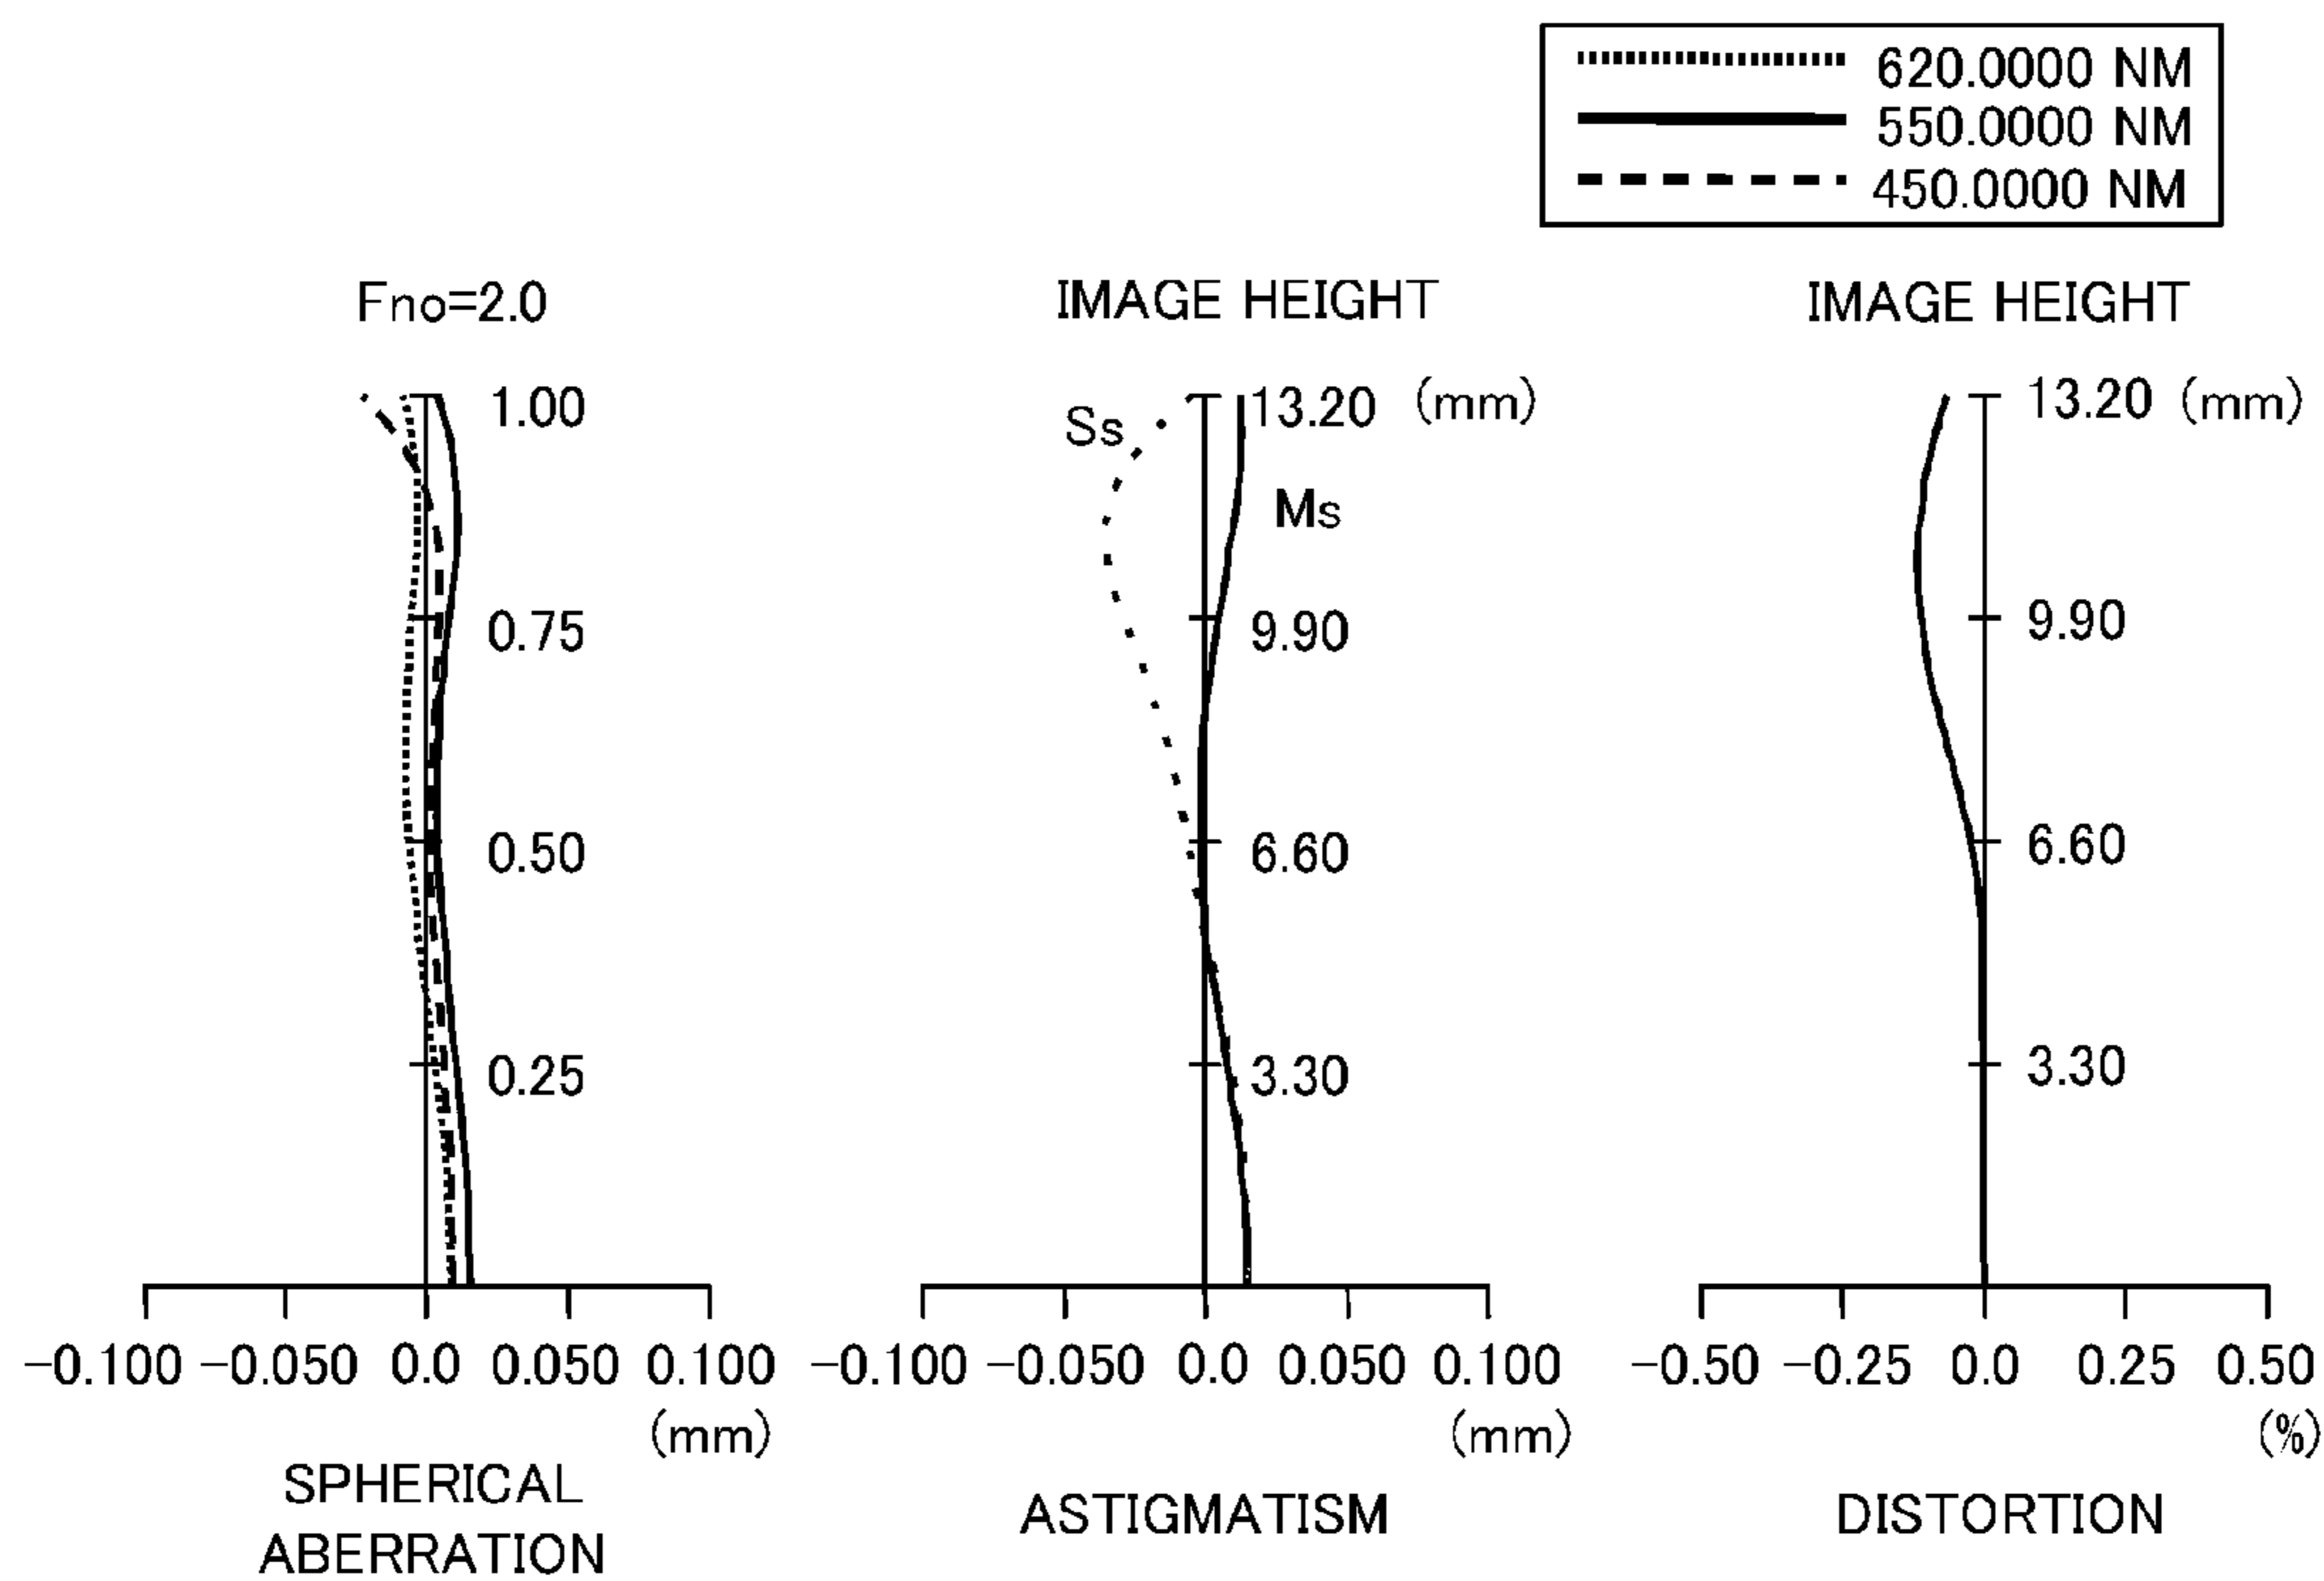 620.0000 NM
550.0000 NM
450.0000 NM
Fno=2.0
1.00
0.75
0.50
0.25
-0.100 -0.050 0.0 0.050 0.100
(mm)
SPHERICAL
ABERRATION
IMAGE HEIGHT
13.20 (mm)
Ss
Ms
9.90
6.60
3.30
-0.100 -0.050 0.0 0.050 0.100
(mm)
ASTIGMATISM
IMAGE HEIGHT
13.20 (mm)
9.90
6.60
3.30
-0.50 -0.25 0.0 0.25 0.50
(%)
DISTORTION